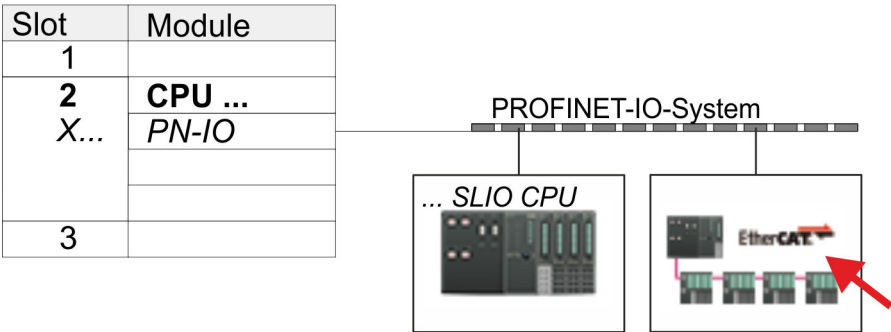 Slot Module
1
2 CPU ...
X... PN-IO
3
PROFINET-IO-System
... SLIO CPU
EtherCAT